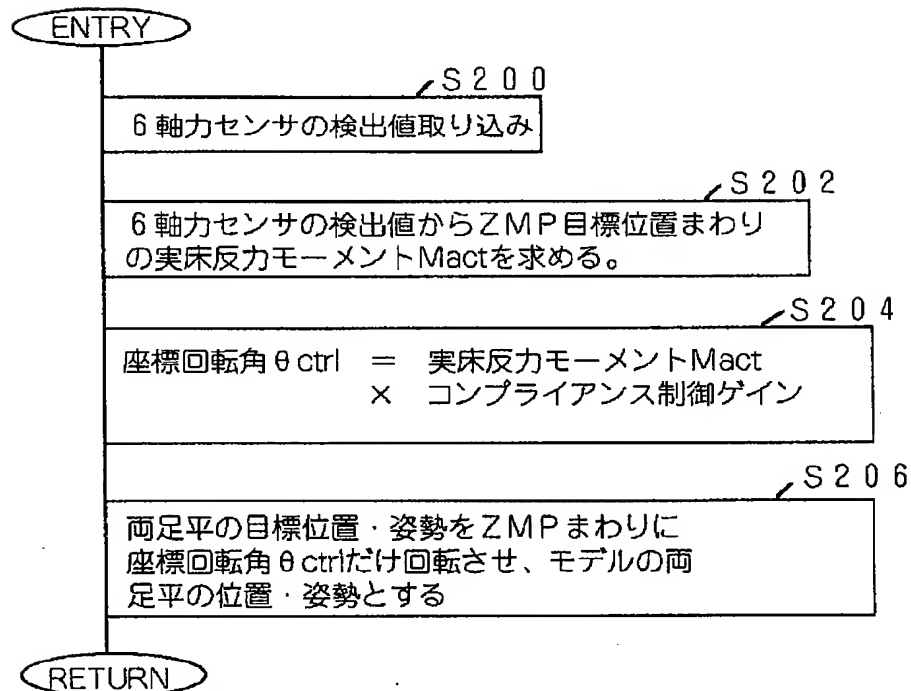 ENTRY
S200
6軸力センサの検出値取り込み
S202
6軸力センサの検出値からZMP目標位置まわり
の実床反力モーメントMactを求める。
S204
座標回転角θctrl = 実床反力モーメントMact
× コンプライアンス制御ゲイン
S206
両足平の目標位置・姿勢をZMPまわりに
座標回転角θctrlだけ回転させ、モデルの両
足平の位置・姿勢とする
RETURN